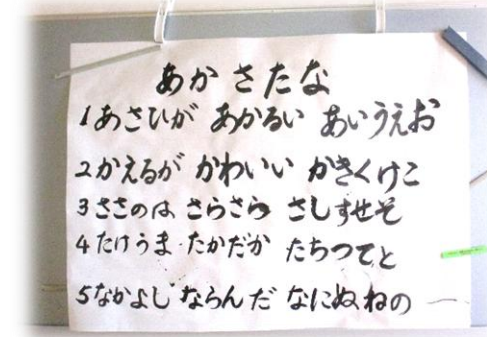 あかさたな
1あさひが あかるい あいうえお
2かえるが かわいい かきくけこ
3ささのは さらさら さしすせそ
4たけうま たかだか たちつてと
5なかよし ならんだ なにぬねの